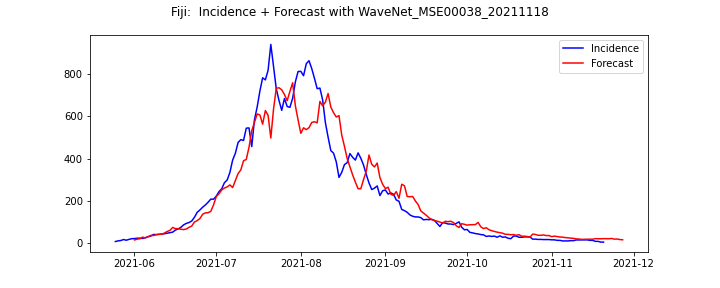 Fiji:  Incidence + Forecast with WaveNet_MSE00038_20211118
Incidence
Forecast
800
600
400
200
0
2021-06 2021-07 2021-08 2021-09 2021-10 2021-11 2021-12